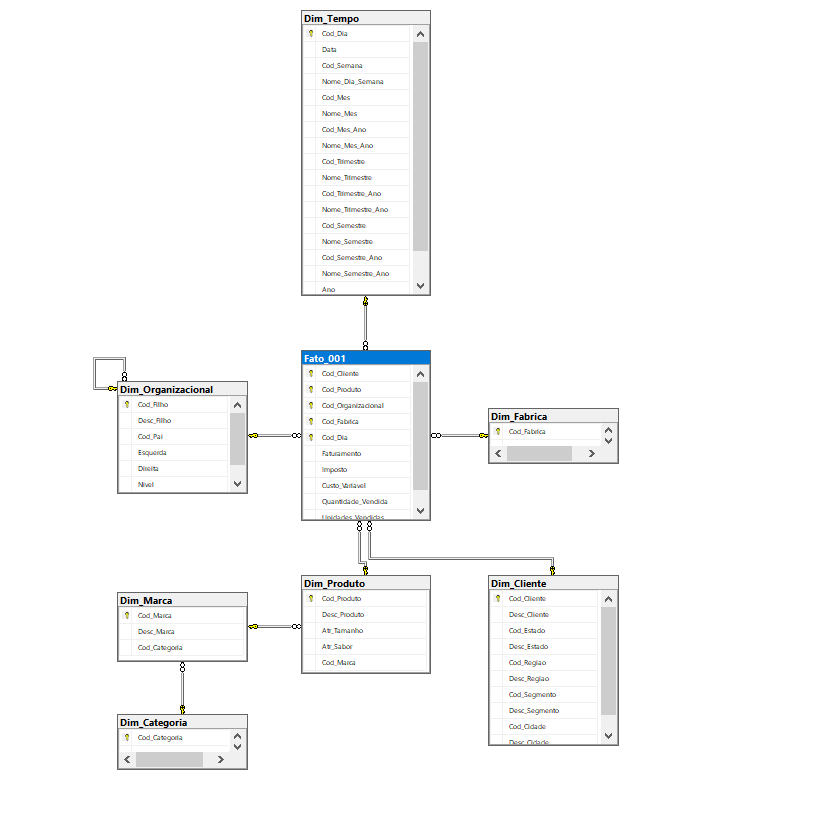 Dim_Tempo
Cod_Dia
Data
Cod_Semana
Nome_Dia_Semana
Cod_Mes
Nome_Mes
Cod_Mes_Ano
Nome_Mes_Ano
Cod_Trimestre
Nome_Trimestre
Cod_Trimestre_Ano
Nome_Trimestre_Ano
Cod_Semestre
Nome_Semestre
Cod_Semestre_Ano
Nome_Semestre_Ano
Ano
Fato_001
Cod_Cliente
Cod_Produto
Cod_Organizacional
Cod_Fabrica
Cod_Dia
Faturamento
Imposto
Custo_Variavel
Quantidade_Vendida
Unidades_Vendidas
Dim_Organizacional
Cod_Filho
Desc_Filho
Cod_Pai
Esquerda
Direita
Nivel
Dim_Fabrica
Cod_Fabrica
Dim_Marca
Cod_Marca
Desc_Marca
Cod_Categoria
Dim_Produto
Cod_Produto
Desc_Produto
Atr_Tamanho
Atr_Sabor
Cod_Marca
Dim_Cliente
Cod_Cliente
Desc_Cliente
Cod_Estado
Desc_Estado
Cod_Regiao
Desc_Regiao
Cod_Segmento
Desc_Segmento
Cod_Cidade
Desc_Cidade
Dim_Categoria
Cod_Categoria